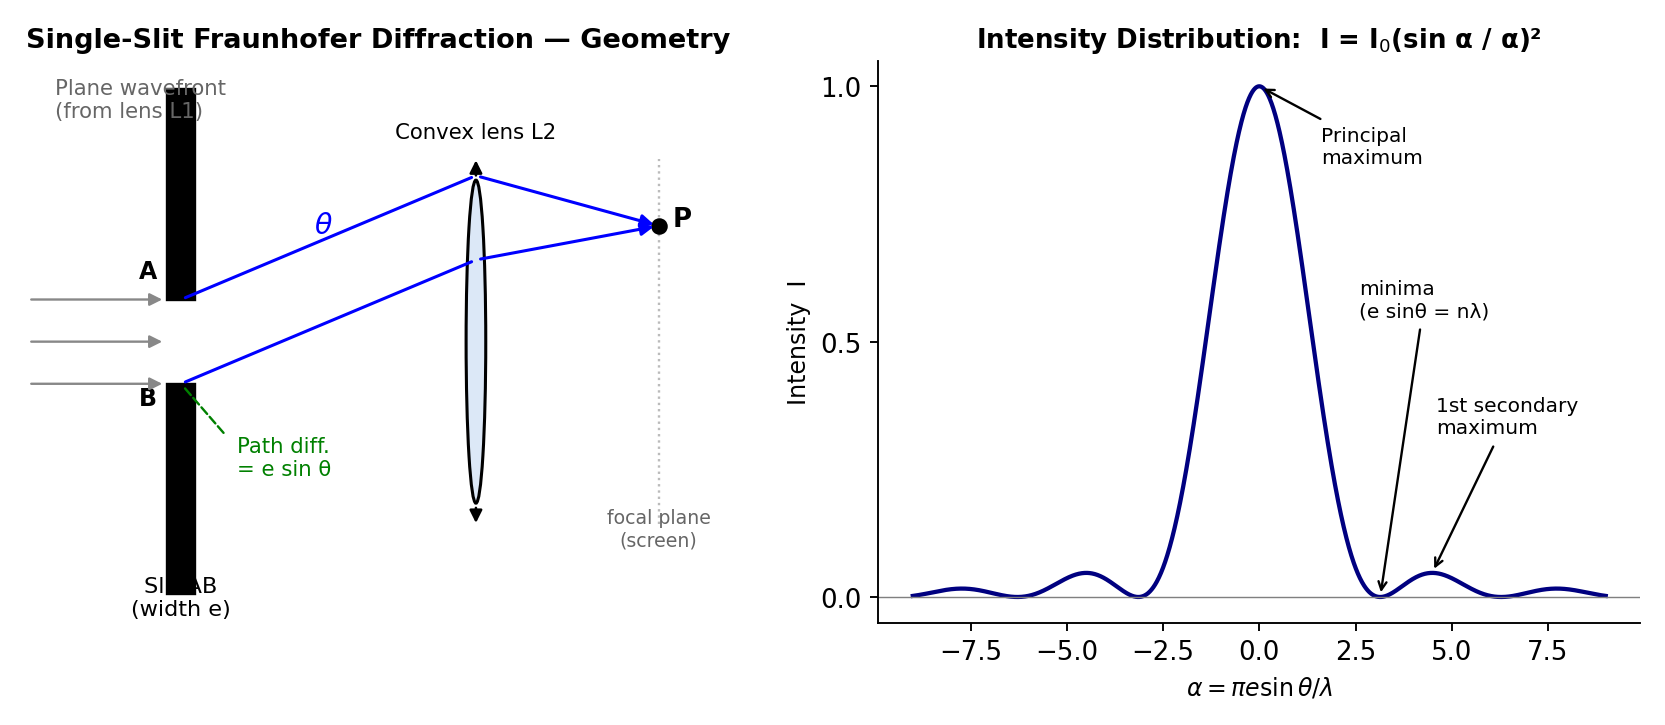 Single-Slit Fraunhofer Diffraction — Geometry
Plane wavefront
(from lens L1)
Convex lens L2
θ
P
A
B
Path diff.
= e sin θ
focal plane
(screen)
AB
(width e)
Intensity Distribution:  I = I₀(sin α / α)²
1.0
0.5
0.0
Intensity  I
Principal
maximum
minima
(e sinθ = nλ)
1st secondary
maximum
−7.5 −5.0 −2.5 0.0 2.5 5.0 7.5
α = πe sin θ/λ